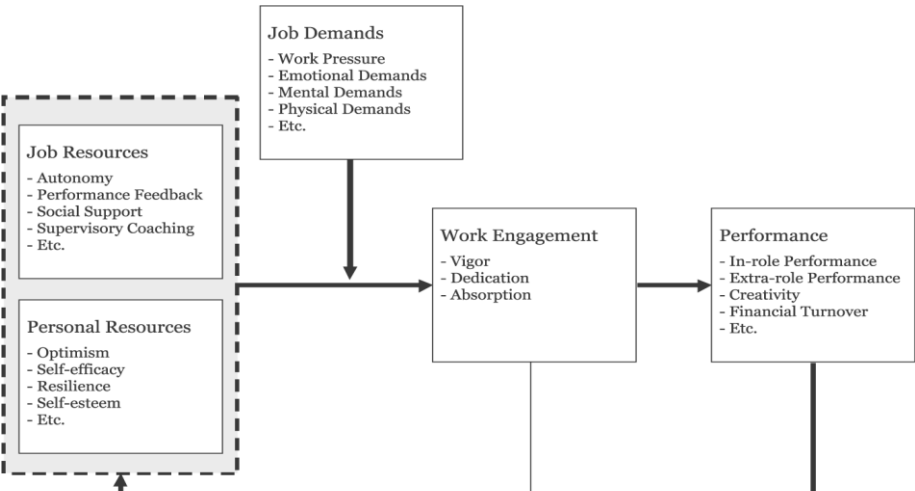 Job Demands
- Work Pressure
- Emotional Demands
- Mental Demands
- Physical Demands
- Etc.
Job Resources
- Autonomy
- Performance Feedback
- Social Support
- Supervisory Coaching
- Etc.
Personal Resources
- Optimism
- Self-efficacy
- Resilience
- Self-esteem
- Etc.
Work Engagement
- Vigor
- Dedication
- Absorption
Performance
- In-role Performance
- Extra-role Performance
- Creativity
- Financial Turnover
- Etc.